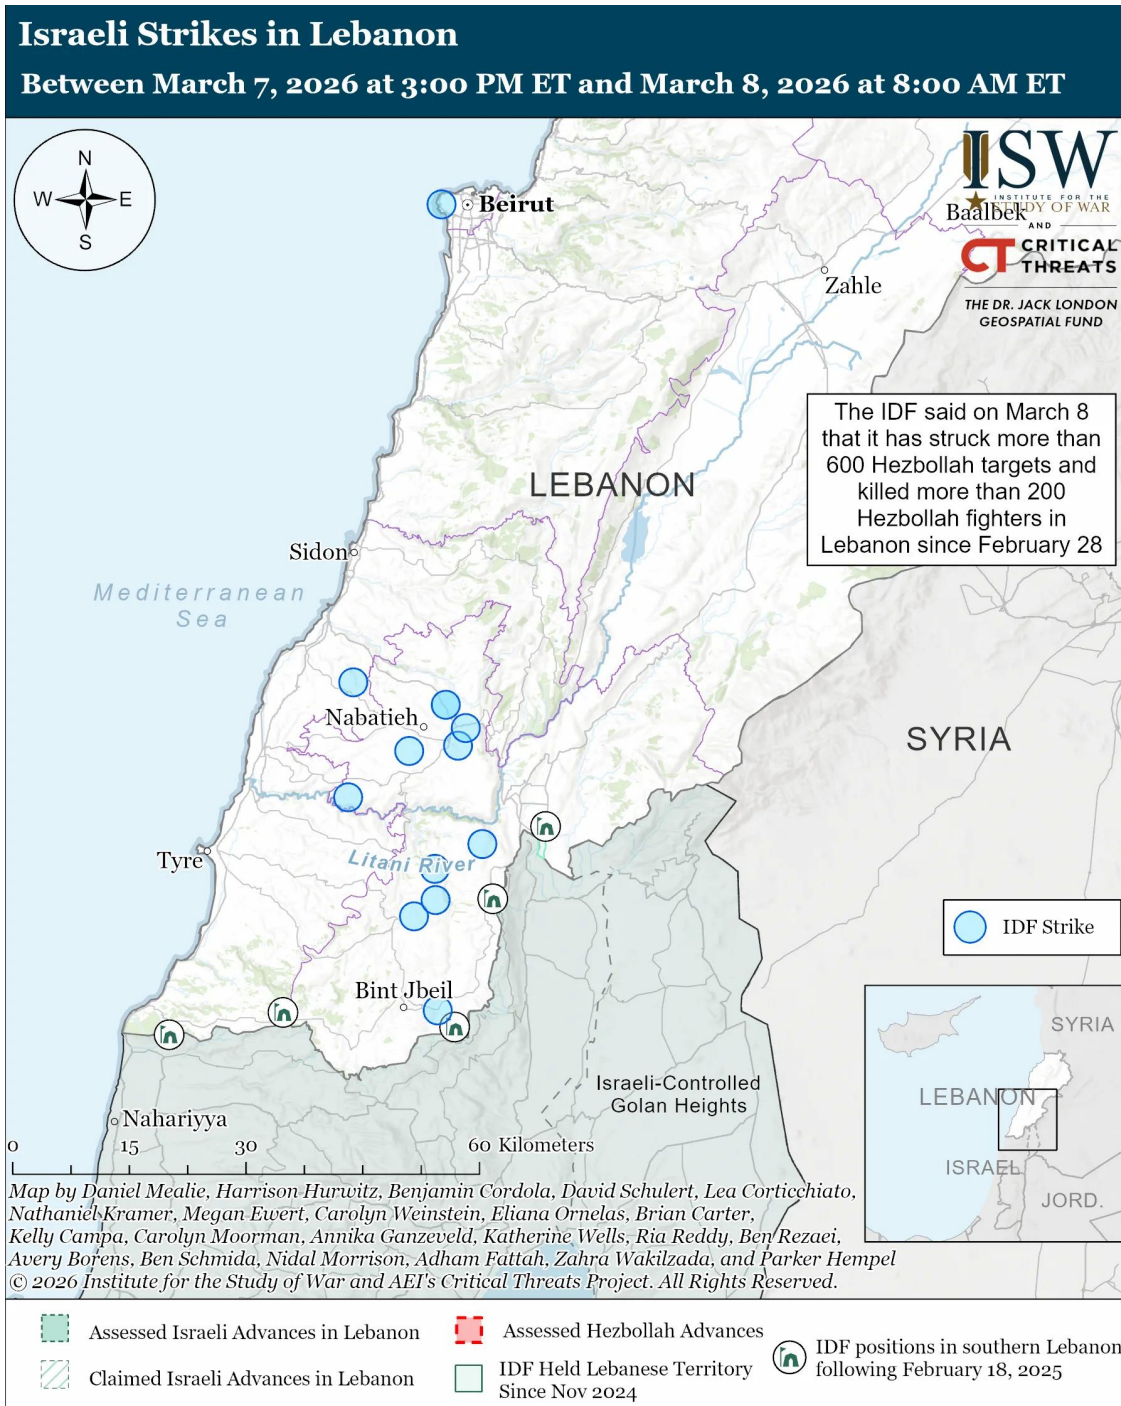 Israeli Strikes in Lebanon
Between March 7, 2026 at 3:00 PM ET and March 8, 2026 at 8:00 AM ET
N
W E
S
ISW
INSTITUTE FOR THE
STUDY OF WAR
AND
CT CRITICAL
THREATS
THE DR. JACK LONDON
GEOSPATIAL FUND
Beirut
Baalbek
Zahle
The IDF said on March 8
that it has struck more than
600 Hezbollah targets and
killed more than 200
Hezbollah fighters in
Lebanon since February 28
LEBANON
Sidon
Mediterranean
Sea
Nabatieh
SYRIA
Tyre
Litani River
IDF Strike
Bint Jbeil
SYRIA
LEBANON
ISRAEL
JORD.
Israeli-Controlled
Golan Heights
Nahariyya
0 15 30 60 Kilometers
Map by Daniel Mealie, Harrison Hurwitz, Benjamin Cordola, David Schulert, Lea Corticchiato,
Nathaniel Kramer, Megan Ewert, Carolyn Weinstein, Eliana Ornelas, Brian Carter,
Kelly Campa, Carolyn Moorman, Annika Ganzeveld, Katherine Wells, Ria Reddy, Ben Rezaei,
Avery Borens, Ben Schmida, Nidal Morrison, Adham Fattah, Zahra Wakilzada, and Parker Hempel
© 2026 Institute for the Study of War and AEI's Critical Threats Project. All Rights Reserved.
Assessed Israeli Advances in Lebanon
Claimed Israeli Advances in Lebanon
Assessed Hezbollah Advances
IDF Held Lebanese Territory
Since Nov 2024
IDF positions in southern Lebanon
following February 18, 2025